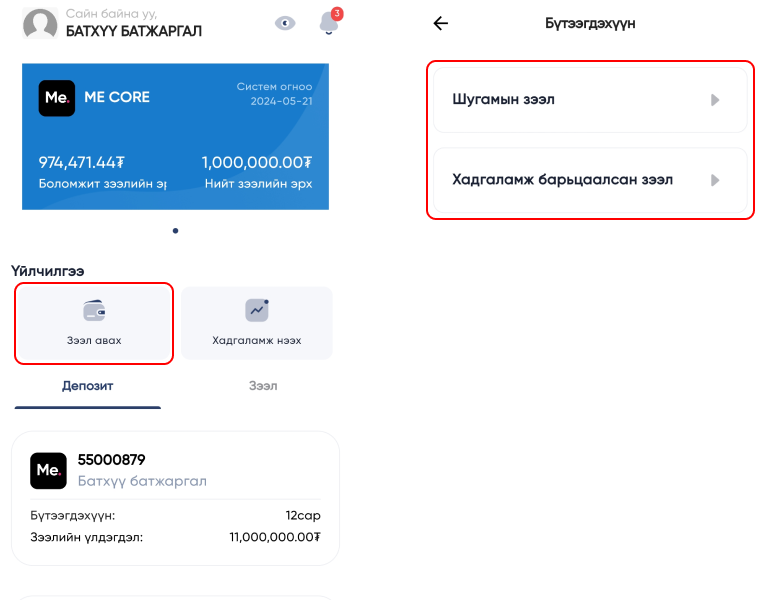 Сайн байна уу,
БАТХҮҮ БАТЖАРГАЛ
3
Me.
ME CORE
Систем огноо
2024-05-21
974,471.44₮
1,000,000.00₮
Боломжит зээлийн эр
Нийт зээлийн эрх
Үйлчилгээ
Зээл авах
Хадгаламж нээх
Депозит
Зээл
Me.
55000879
Батхүү батжаргал
Бүтээгдэхүүн:
12сар
Зээлийн үлдэгдэл:
11,000,000.00₮
Бүтээгдэхүүн
Шугамын зээл
Хадгаламж барьцаалсан зээл